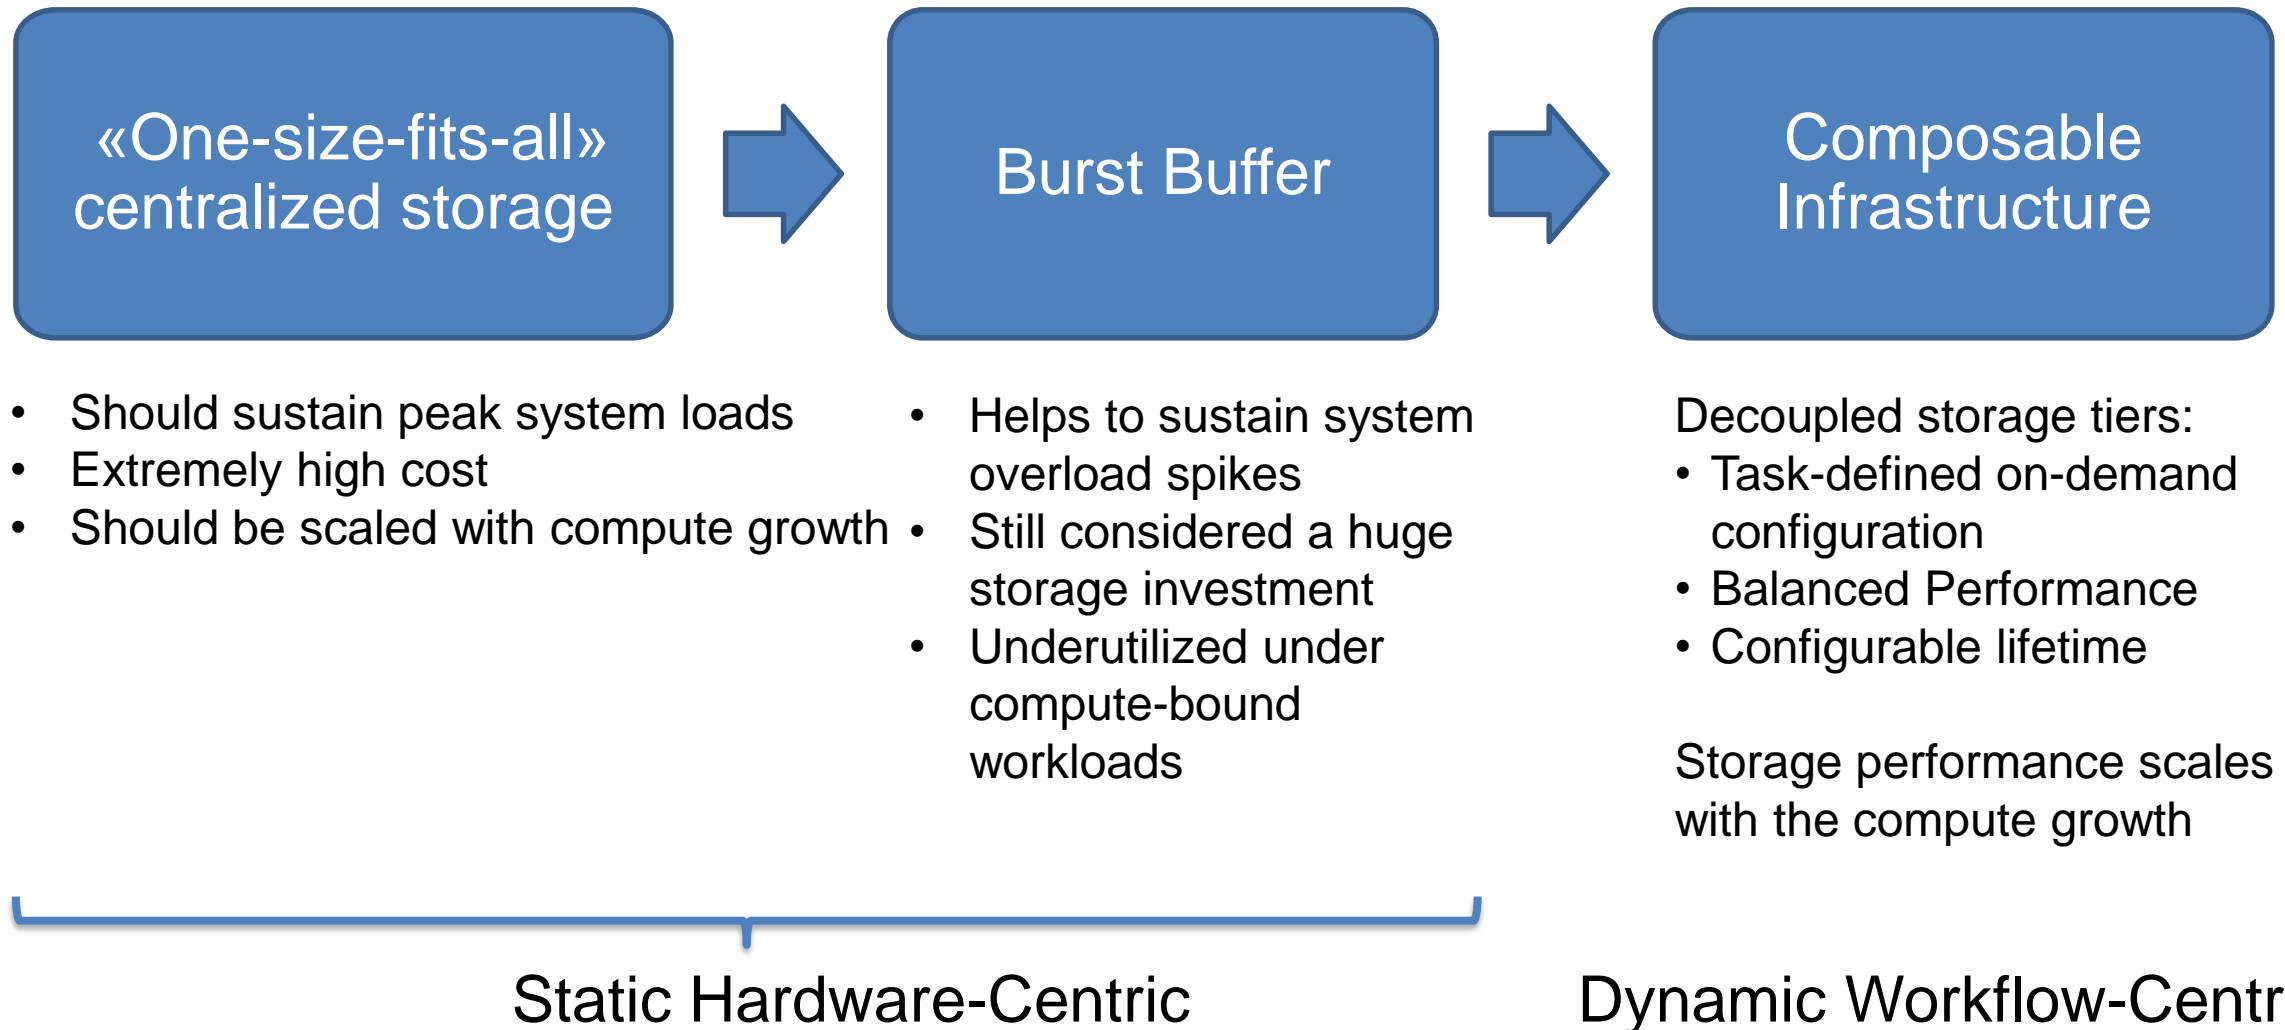 «One-size-fits-all»
centralized storage
Burst Buffer
Composable
Infrastructure
• Should sustain peak system loads
• Extremely high cost
• Should be scaled with compute growth
• Helps to sustain system
overload spikes
• Still considered a huge
storage investment
• Underutilized under
compute-bound
workloads
Decoupled storage tiers:
• Task-defined on-demand
configuration
• Balanced Performance
• Configurable lifetime
Storage performance scales
with the compute growth
Static Hardware-Centric
Dynamic Workflow-Centr